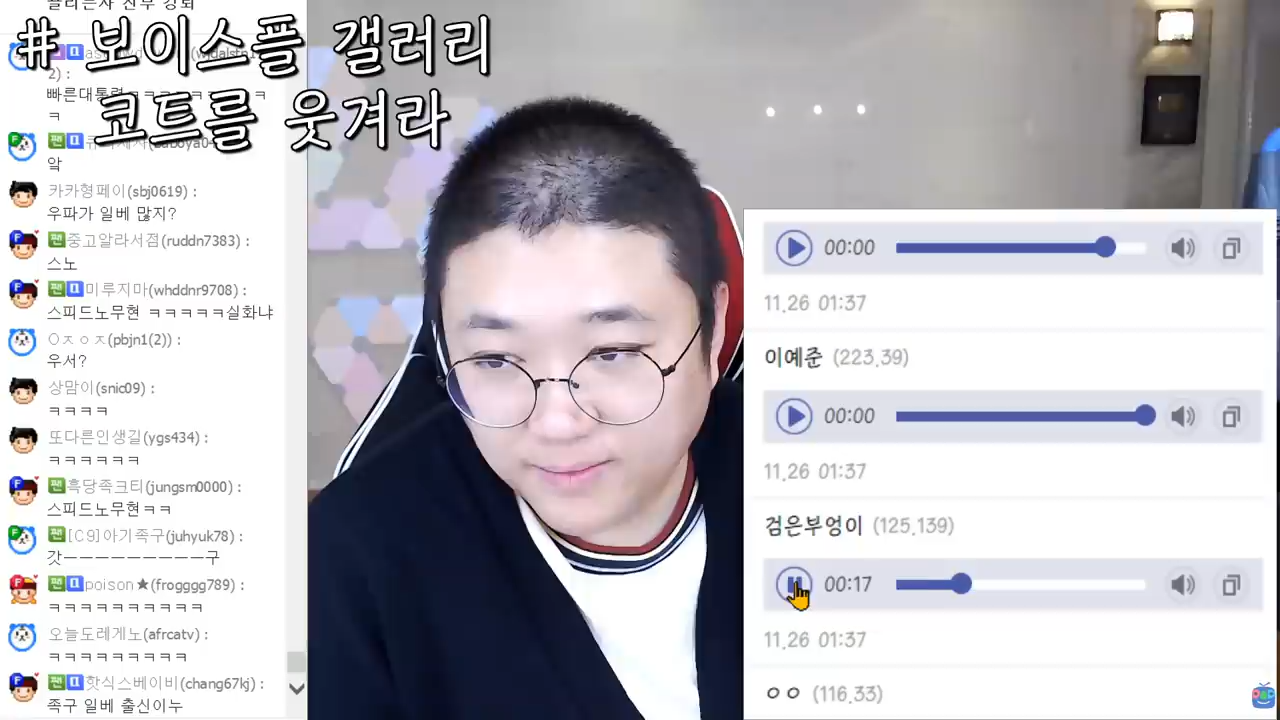 # 보이스플 갤러리
코트를 웃겨라
앜
카카형페이(sbj0619) :
우파가 일베 많지?
팬 중고알라서점(ruddn7383) :
스노
팬 미루지마(whddnr9708) :
스피드노무현 ㅋㅋㅋㅋㅋ실화냐
ㅇㅈㅇㅈ(pbjn1(2)) :
우서?
상맘이(snic09) :
ㅋㅋㅋㅋ
또다른인생길(ygs434) :
ㅋㅋㅋㅋㅋㅋ
팬 흑당족크티(jungsm0000) :
스피드노무현ㅋㅋ
팬 [C9]아기족구(juhyuk78) :
갓ㅡㅡㅡㅡㅡㅡㅡㅡㅡ구
팬 poison★(frogggg789) :
ㅋㅋㅋㅋㅋㅋㅋㅋㅋㅋ
오늘도레게노(afrcatv) :
ㅋㅋㅋㅋㅋㅋㅋㅋㅋ
팬 핫식스베이비(chang67kj) :
족구 일베 출신이누
00:00
11.26 01:37
이예준 (223.39)
00:00
11.26 01:37
검은부엉이 (125.139)
00:17
11.26 01:37
ㅇㅇ (116.33)